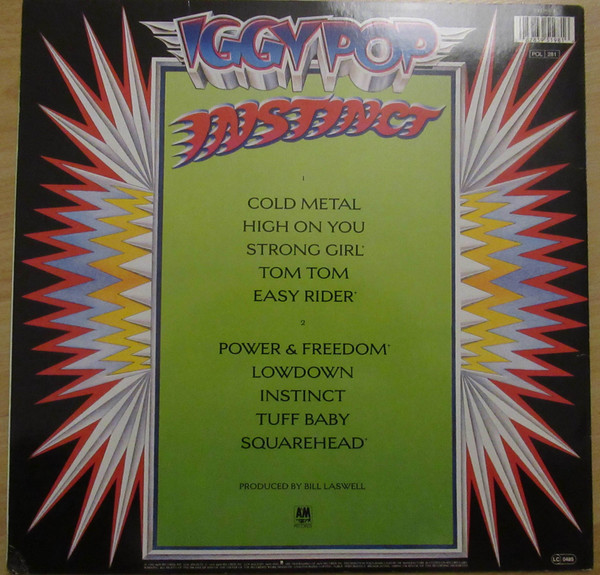 IGGY POP
POL 281
INSTINCT
1
COLD METAL
HIGH ON YOU
STRONG GIRL*
TOM TOM
EASY RIDER*
2
POWER & FREEDOM*
LOWDOWN
INSTINCT
TUFF BABY
SQUAREHEAD*
PRODUCED BY BILL LASWELL
A&M
RECORDS
LC 0485